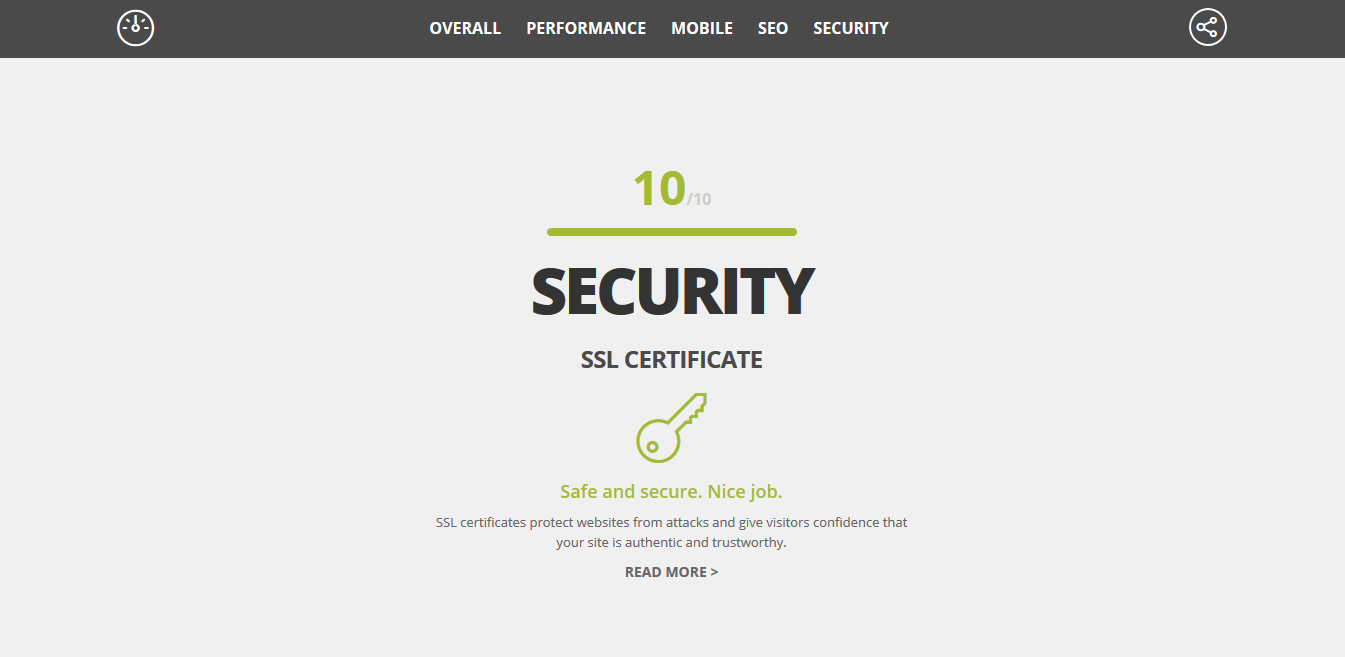 OVERALL PERFORMANCE MOBILE SEO SECURITY
10/10
SECURITY
SSL CERTIFICATE
Safe and secure. Nice job.
SSL certificates protect websites from attacks and give visitors confidence that
your site is authentic and trustworthy.
READ MORE >